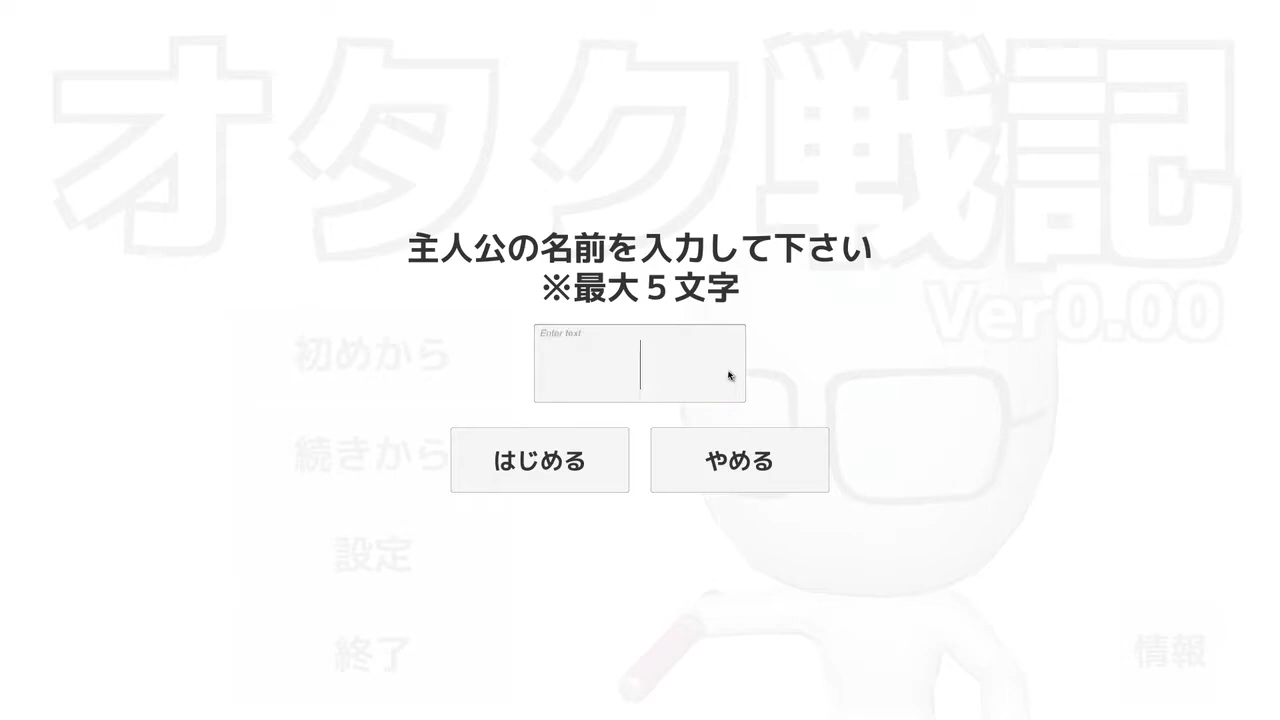 オタク戦記
Ver0.00
主人公の名前を入力して下さい
※最大５文字
Enter text
はじめる
やめる
初めから
続きから
設定
終了
情報